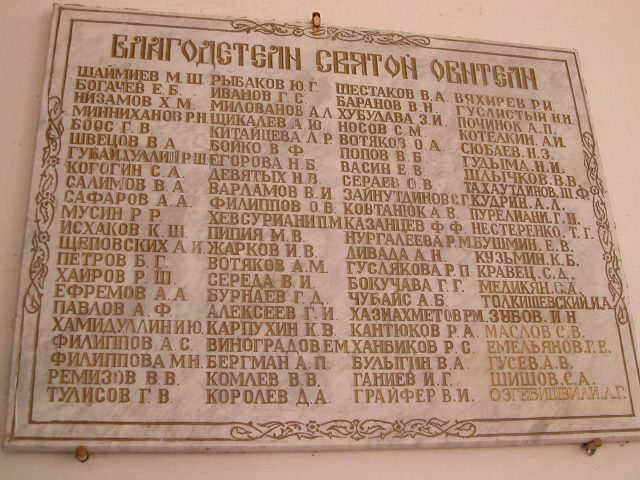 БЛАГОДЕТЕЛИ СВЯТОЙ ОБИТЕЛИ
ШАЙМИЕВ М.Ш.
БОГАЧЕВ Е.Б.
НИЗАМОВ Х.М.
МИННИХАНОВ Р.Н.
БООС Г.В.
ШВЕЦОВ В.А.
ГУБАЙДУЛЛИН Р.Ш.
КОГОГИН С.А.
САЛИМОВ В.А.
САФАРОВ А.А.
МУСИН Р.Р.
ИСХАКОВ К.Ш.
ЩЕПОВСКИХ А.И.
ПЕТРОВ Б.Г.
ХАИРОВ Р.Ш.
ЕФРЕМОВ А.А.
ПАВЛОВ А.Ф.
ХАМИДУЛЛИН И.Ю.
ФИЛИППОВ А.С.
ФИЛИППОВА М.Н.
РЕМИЗОВ В.В.
ТУЛИСОВ Г.В.
РЫБАКОВ Ю.Г.
ИВАНОВ Г.С.
МИЛОВАНОВ А.Л.
ЩИКАЛЕВ А.Ю.
КИТАЙЦЕВА Л.Р.
БОЙКО В.Ф.
ЕГОРОВА Н.Б.
ДЕВЯТЫХ Н.В.
ВАРЛАМОВ В.И.
ФИЛИППОВ О.В.
ХЕВСУРИАНИ П.М.
ПИПИЯ М.В.
ЖАРКОВ И.В.
ВОТЯКОВ А.М.
СЕРЕДА В.И.
БУРНАЕВ Г.Д.
АЛЕКСЕЕВ Г.И.
КАРПУХИН К.В.
ВИНОГРАДОВ Е.М.
БЕРГМАН А.П.
КОМЛЕВ В.В.
КОРОЛЕВ Д.А.
ШЕСТАКОВ В.А.
БАРАНОВ В.Н.
ХУБУЛАВА З.Й.
НОСОВ С.М.
ВОТЯКОВ О.А.
ПОПОВ В.Б.
ВАСИН Е.В.
СЕРАЕВ О.В.
ЗАЙНУТДИНОВ С.Г.
КОВТАНЮК А.В.
КАЗАНЦЕВ Ф.Ф.
НУРГАЛЕЕВА Р.М.
ЛИВАДА А.Н.
ГУСЛЯКОВА Р.П.
БОКУЧАВА Г.Г.
ЧУБАЙС А.Б.
ХАЗИАХМЕТОВ Р.М.
КАНТЮКОВ Р.А.
ХАНБИКОВ Р.С.
БУЛЫГИН В.А.
ГАНИЕВ И.Г.
ГРАЙФЕР В.И.
ВЯХИРЕВ Р.И.
ГУСЛИСТЫЙ Н.Н.
КОТЕЛКИН А.И.
СЮБАЕВ Н.З.
ГУДЫМА Н.И.
ШЛЫЧКОВ В.В.
ТАХАУТДИНОВ Ш.Ф.
КУДРИН А.Л.
ПУРЕЛИАНИ Г.И.
НЕСТЕРЕНКО Т.Г.
БУШМИН Е.В.
КУЗЬМИН К.Б.
КРАВЕЦ С.Д.
МЕЛИКЯН С.А.
ТОЛКИШЕВСКИЙ И.А.
ЗУБОВ И.Н.
МАСЛОВ С.В.
ЕМЕЛЬЯНОВ Г.Е.
ГУСЕВ А.В.
ШИШОВ С.А.
ОЗГЕБИШВИЛИ Л.Г.